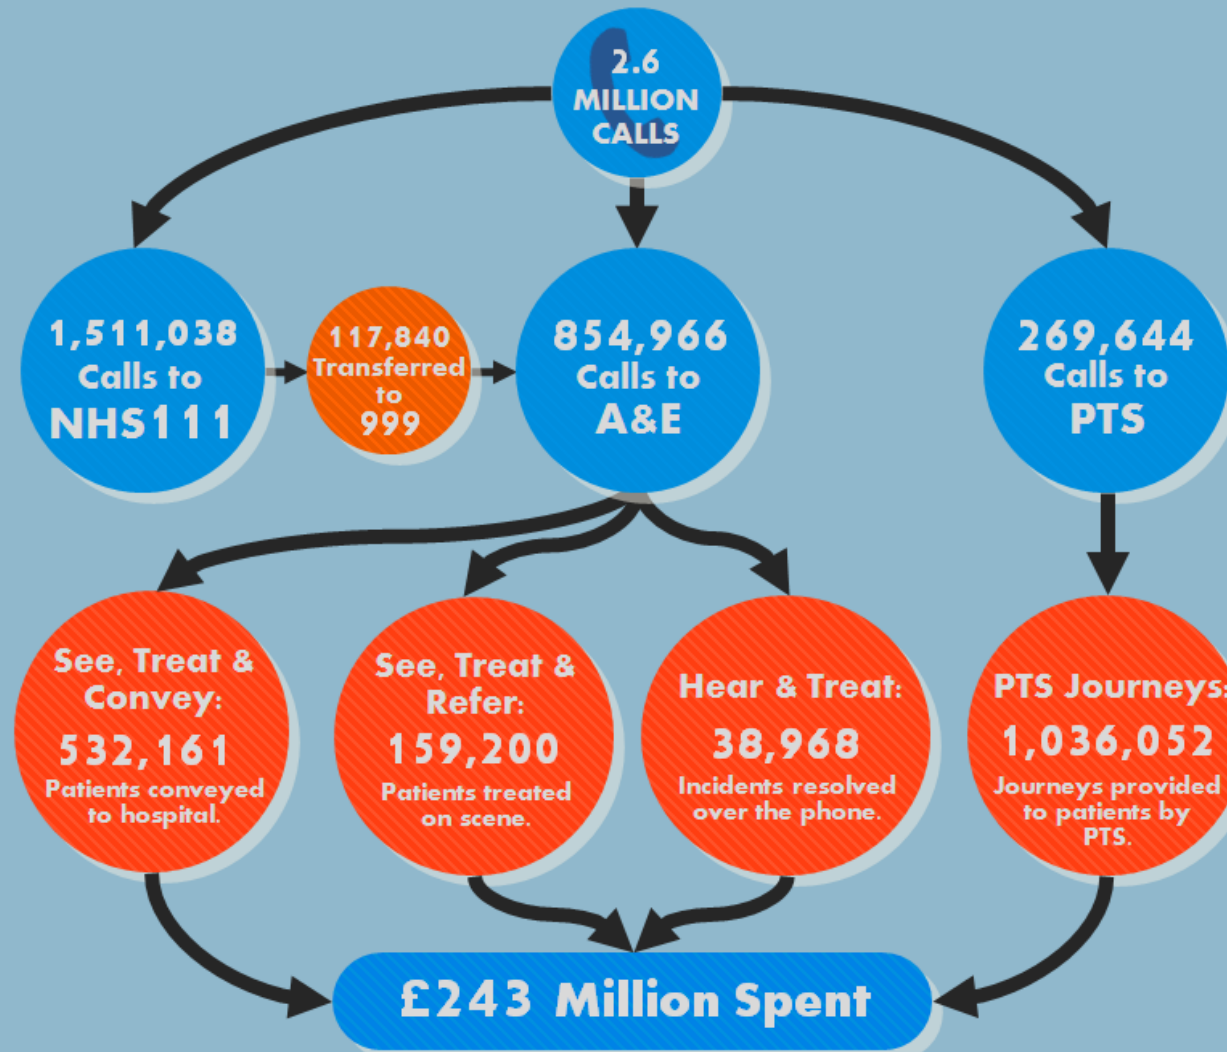 2.6
MILLION
CALLS
1,511,038
Calls to
NHS111
117,840
Transferred
to
999
854,966
Calls to
A&E
269,644
Calls to
PTS
See, Treat &
Convey:
532,161
Patients conveyed
to hospital.
See, Treat &
Refer:
159,200
Patients treated
on scene.
Hear & Treat:
38,968
Incidents resolved
over the phone.
PTS Journeys:
1,036,052
Journeys provided
to patients by
PTS.
£243 Million Spent